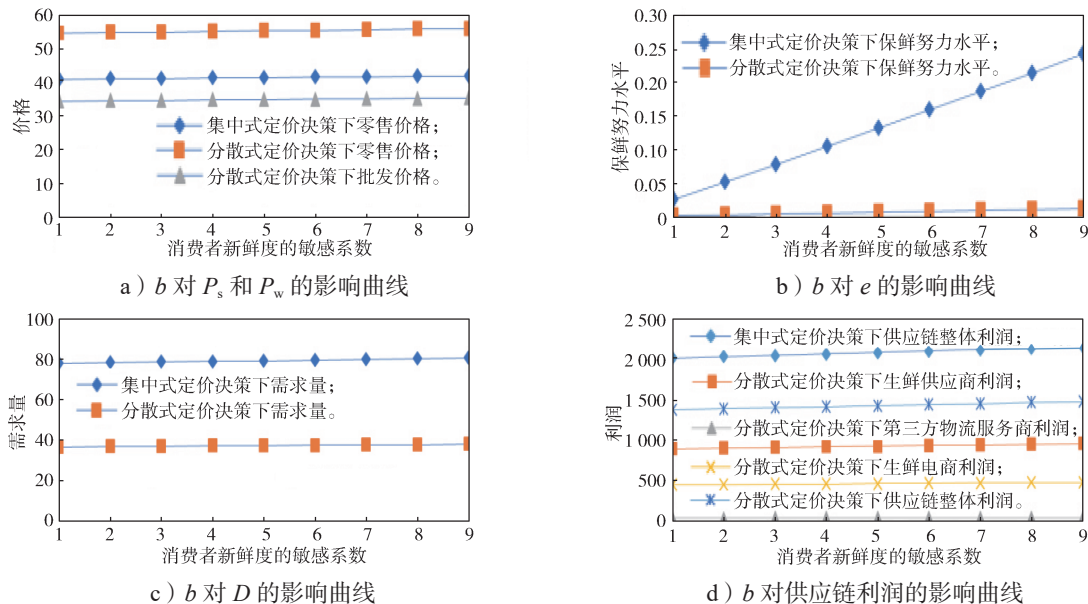 60
50
40
30
20
10
0
价格
集中式定价决策下零售价格；
分散式定价决策下零售价格；
分散式定价决策下批发价格。
1 2 3 4 5 6 7 8 9
消费者新鲜度的敏感系数
a）b 对 Ps 和 Pw 的影响曲线
0.30
0.25
0.20
0.15
0.10
0.05
0
保鲜努力水平
集中式定价决策下保鲜努力水平；
分散式定价决策下保鲜努力水平。
1 2 3 4 5 6 7 8 9
消费者新鲜度的敏感系数
b）b 对 e 的影响曲线
100
80
60
40
20
0
需求量
集中式定价决策下需求量；
分散式定价决策下需求量。
1 2 3 4 5 6 7 8 9
消费者新鲜度的敏感系数
c）b 对 D 的影响曲线
2 500
2 000
1 500
1 000
500
0
利润
集中式定价决策下供应链整体利润；
分散式定价决策下生鲜供应商利润；
分散式定价决策下第三方物流服务商利润；
分散式定价决策下生鲜电商利润；
分散式定价决策下供应链整体利润。
1 2 3 4 5 6 7 8 9
消费者新鲜度的敏感系数
d）b 对供应链利润的影响曲线